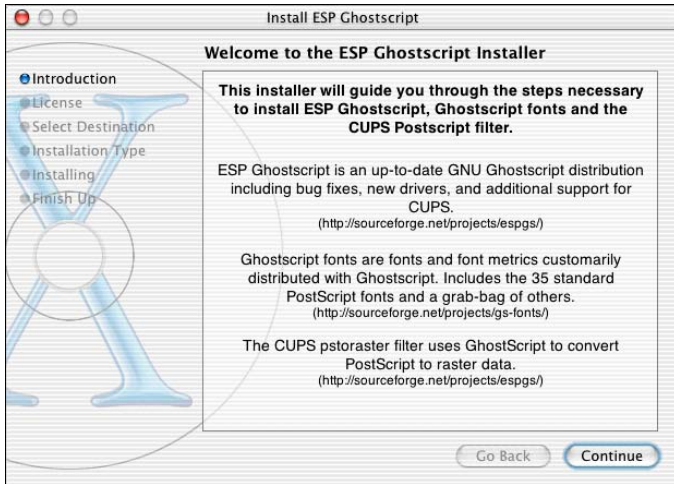 Install ESP Ghostscript
Welcome to the ESP Ghostscript Installer
Introduction
License
Select Destination
Installation Type
Installing
Finish Up
This installer will guide you through the steps necessary
to install ESP Ghostscript, Ghostscript fonts and the
CUPS Postscript filter.
ESP Ghostscript is an up-to-date GNU Ghostscript distribution
including bug fixes, new drivers, and additional support for
CUPS.
(http://sourceforge.net/projects/espgs/)
Ghostscript fonts are fonts and font metrics customarily
distributed with Ghostscript. Includes the 35 standard
PostScript fonts and a grab-bag of others.
(http://sourceforge.net/projects/gs-fonts/)
The CUPS pstoraster filter uses GhostScript to convert
PostScript to raster data.
(http://sourceforge.net/projects/espgs/)
Go Back
Continue